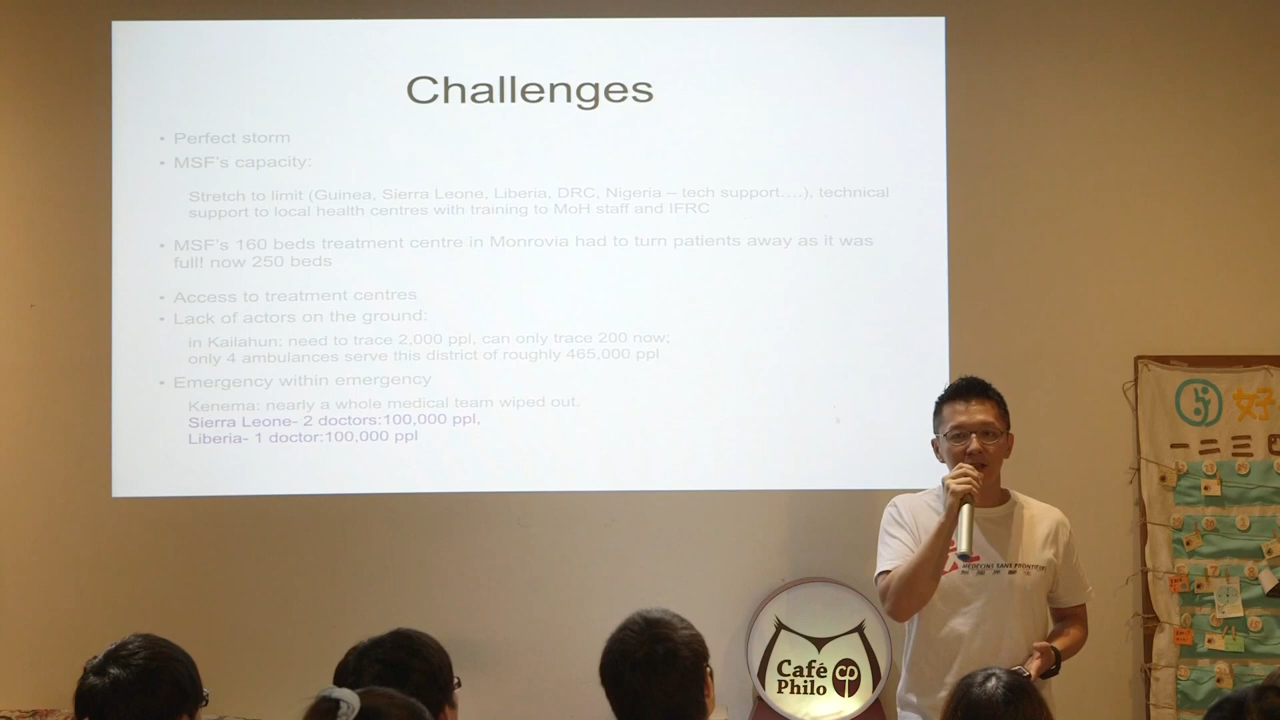 Challenges
• Perfect storm
• MSF's capacity:
Stretch to limit (Guinea, Sierra Leone, Liberia, DRC, Nigeria – tech support….), technical
support to local health centres with training to MoH staff and IFRC
• MSF's 160 beds treatment centre in Monrovia had to turn patients away as it was
full! now 250 beds
• Access to treatment centres
• Lack of actors on the ground:
in Kailahun: need to trace 2,000 ppl, can only trace 200 now;
only 4 ambulances serve this district of roughly 465,000 ppl
• Emergency within emergency
Kenema: nearly a whole medical team wiped out.
Sierra Leone- 2 doctors:100,000 ppl,
Liberia- 1 doctor:100,000 ppl
好
一二三
MEDECINS SANS FRONTIERES
Café
Philo
cp